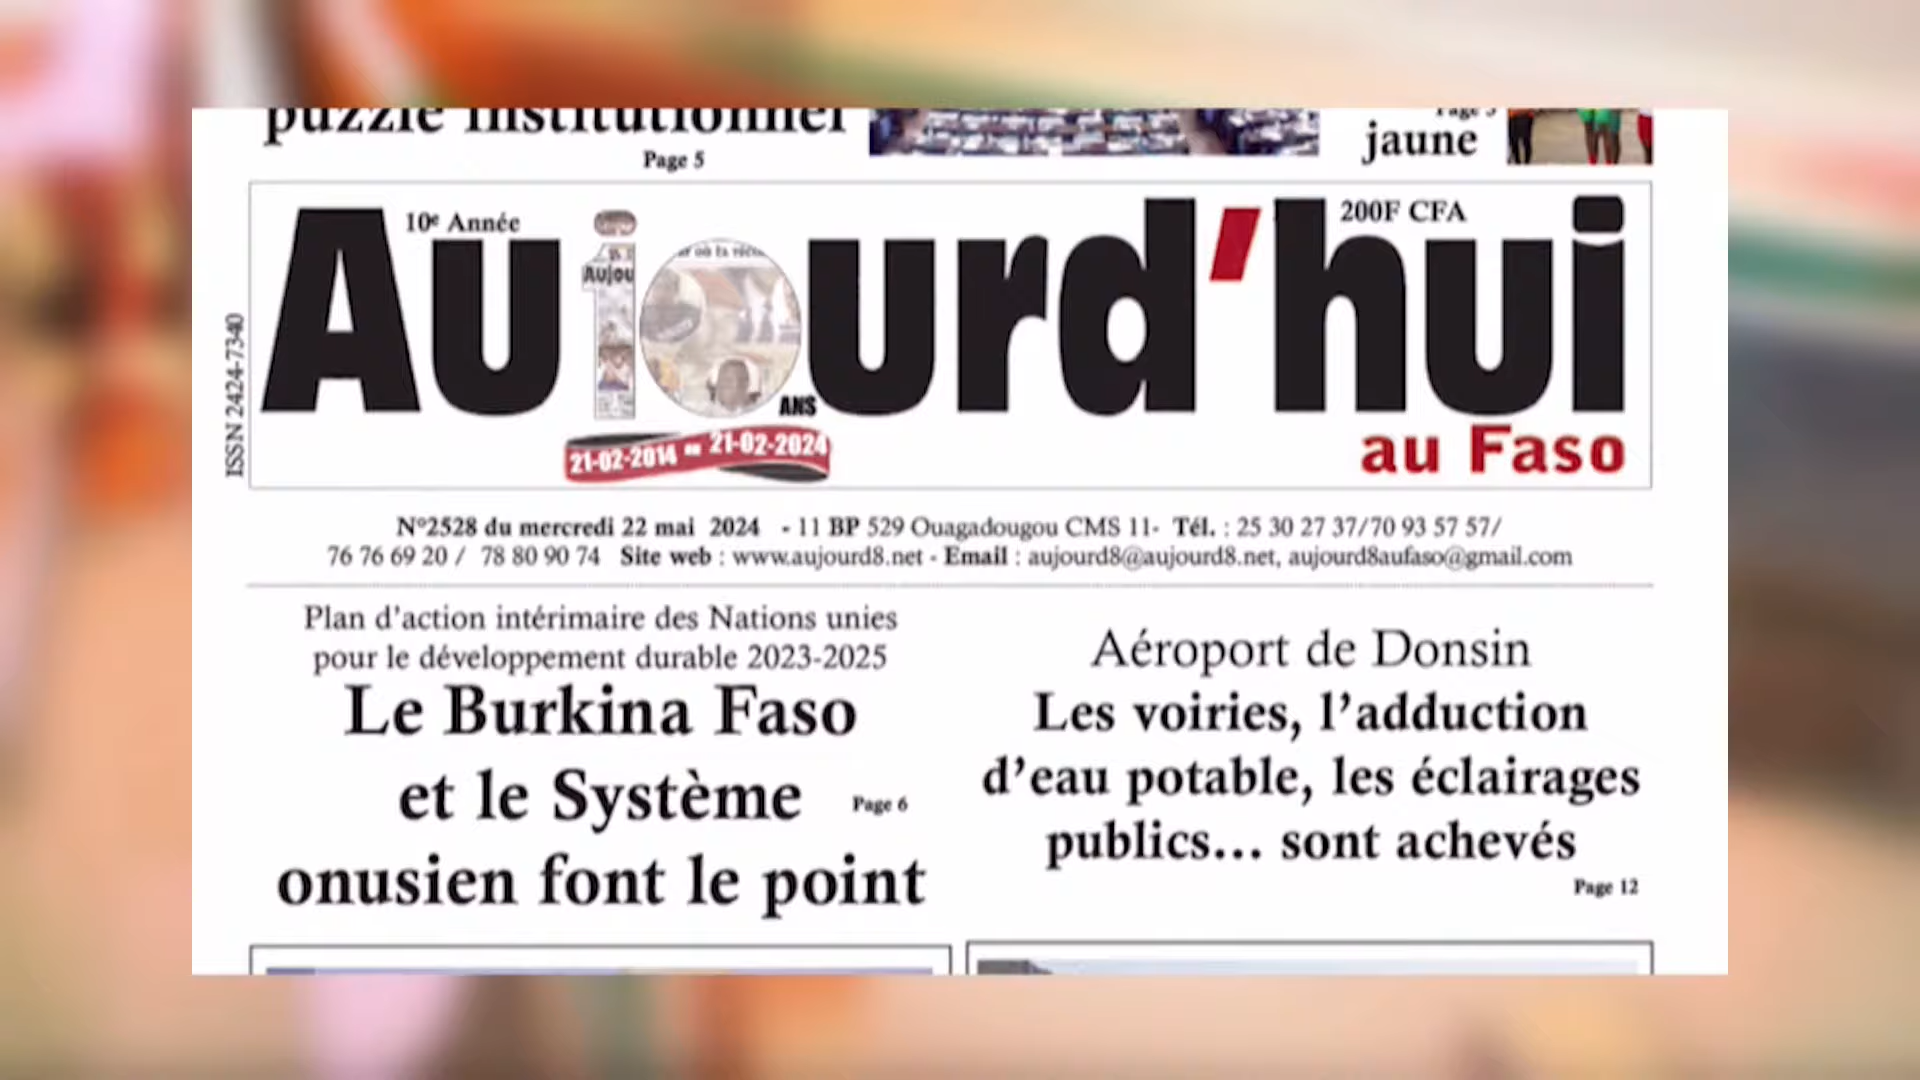 puzzle institutionnel
Page 5
Page 3
jaune
10e Année
200F CFA
Aujourd'hui
Aujou
ANS
21-02-2014 au 21-02-2024
au Faso
ISSN 2424-7340
N°2528 du mercredi 22 mai 2024 - 11 BP 529 Ouagadougou CMS 11- Tél. : 25 30 27 37/70 93 57 57/
76 76 69 20 / 78 80 90 74 Site web : www.aujourd8.net - Email : aujourd8@aujourd8.net, aujourd8aufaso@gmail.com
Plan d'action intérimaire des Nations unies
pour le développement durable 2023-2025
Le Burkina Faso
et le Système
Page 6
onusien font le point
Aéroport de Donsin
Les voiries, l'adduction
d'eau potable, les éclairages
publics... sont achevés
Page 12